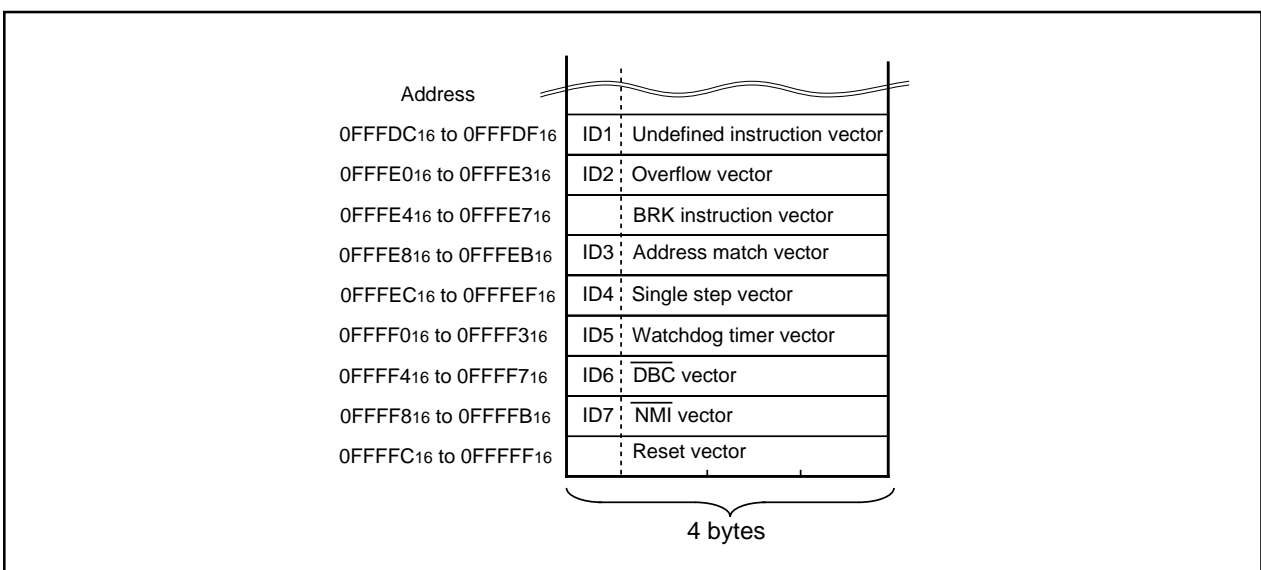 Address
0FFFDC16 to 0FFFDF16 ID1 Undefined instruction vector
0FFFE016 to 0FFFE316 ID2 Overflow vector
0FFFE416 to 0FFFE716 BRK instruction vector
0FFFE816 to 0FFFEB16 ID3 Address match vector
0FFFEC16 to 0FFFEF16 ID4 Single step vector
0FFFF016 to 0FFFF316 ID5 Watchdog timer vector
0FFFF416 to 0FFFF716 ID6 DBC vector
0FFFF816 to 0FFFFB16 ID7 NMI vector
0FFFFC16 to 0FFFFF16 Reset vector
4 bytes